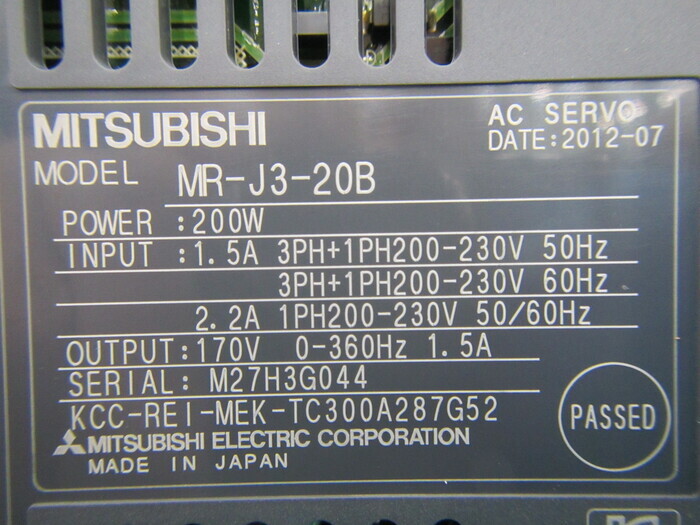 MITSUBISHI
AC SERVO
DATE:2012-07
MODEL MR-J3-20B
POWER :200W
INPUT :1.5A 3PH+1PH200-230V 50Hz
3PH+1PH200-230V 60Hz
2.2A 1PH200-230V 50/60Hz
OUTPUT:170V 0-360Hz 1.5A
SERIAL: M27H3G044
KCC-REI-MEK-TC300A287G52
PASSED
MITSUBISHI ELECTRIC CORPORATION
MADE IN JAPAN